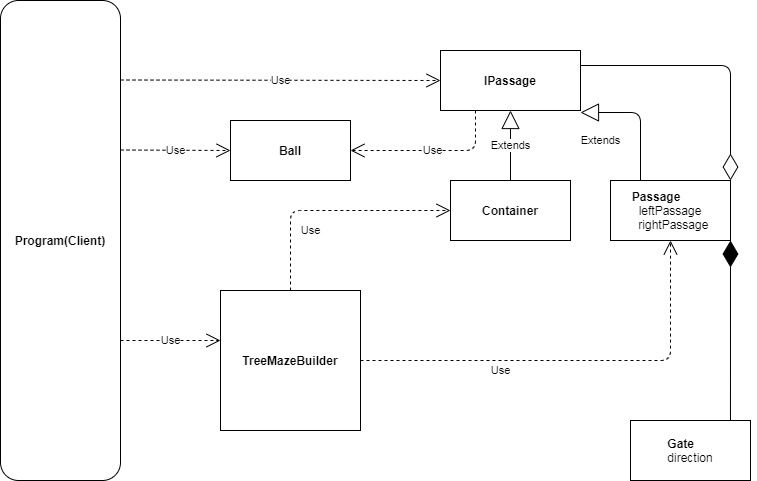 IPassage
Use
Ball
Use
Use
Extends
Extends
Passage
leftPassage
rightPassage
Container
Use
Program(Client)
Use
TreeMazeBuilder
Use
Gate
direction